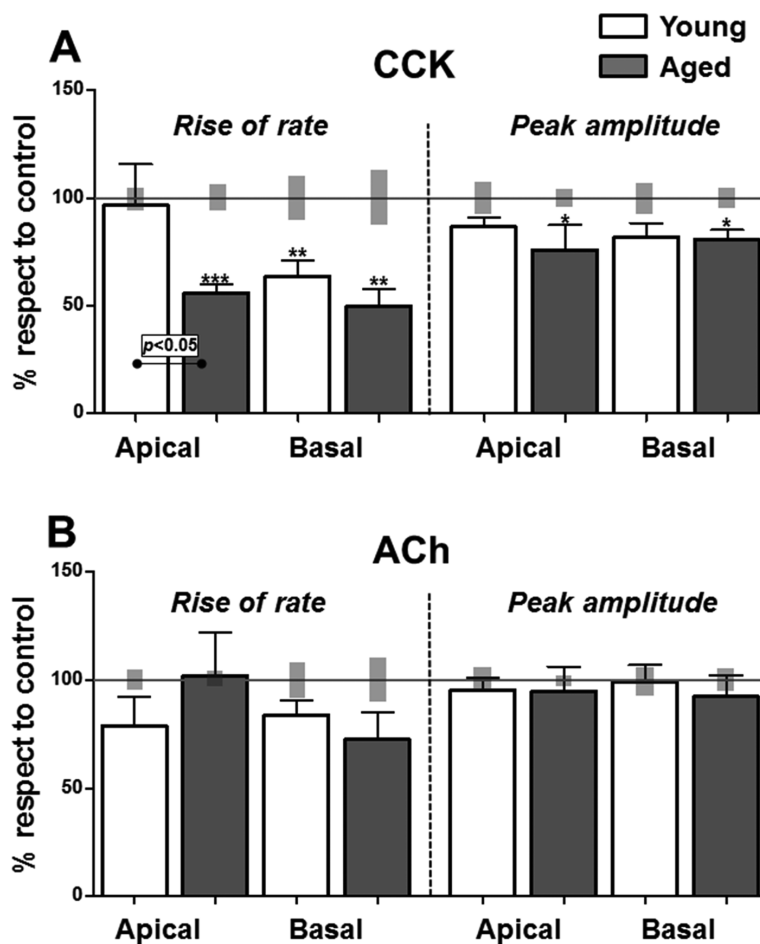 Young
Aged
A
CCK
150
100
50
0
% respect to control
Rise of rate
Peak amplitude
***
**
**
*
*
p<0.05
Apical
Basal
Apical
Basal
B
ACh
150
100
50
0
% respect to control
Rise of rate
Peak amplitude
Apical
Basal
Apical
Basal